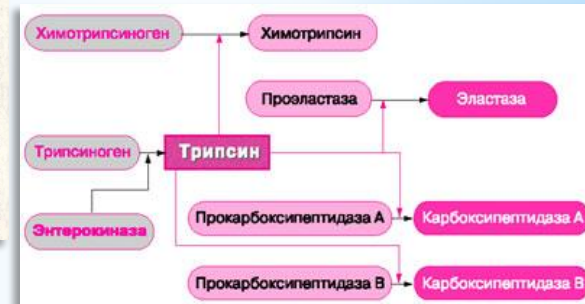 Химотрипсиноген
Химотрипсин
Проэластаза
Эластаза
Трипсиноген
Трипсин
Энтерокиназа
Прокарбоксипептидаза А
Карбоксипептидаза А
Прокарбоксипептидаза В
Карбоксипептидаза В